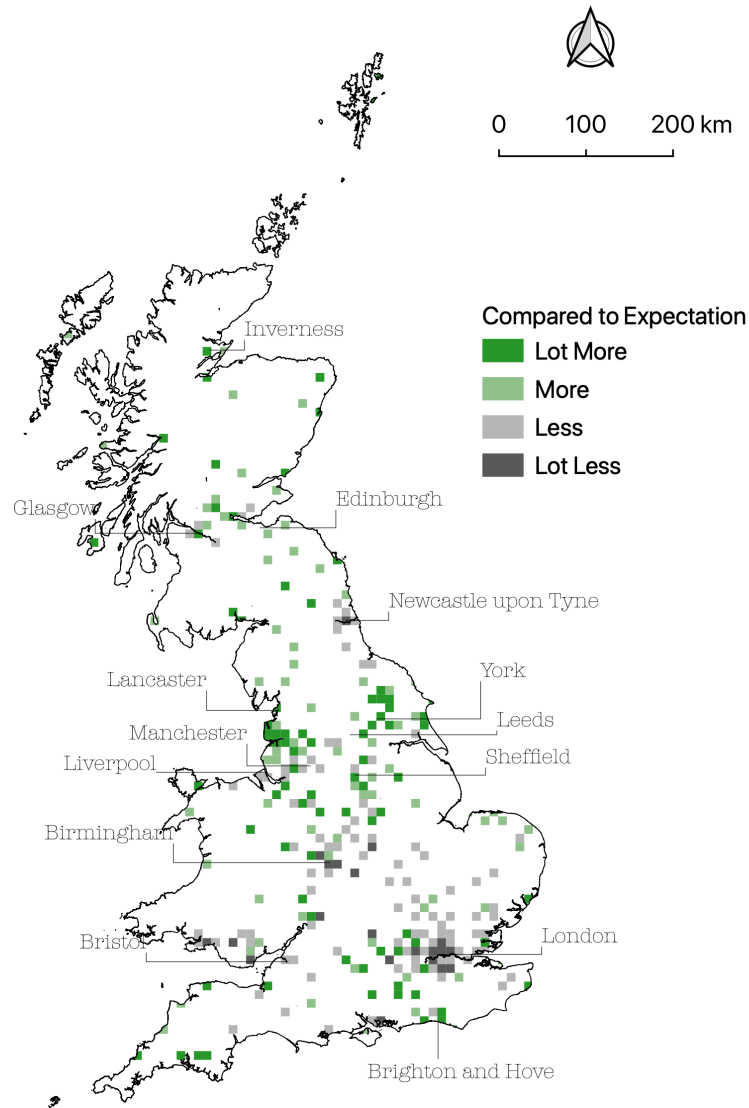 0 100 200 km
Inverness
Compared to Expectation
Lot More
More
Less
Lot Less
Edinburgh
Glasgow
Newcastle upon Tyne
York
Lancaster
Leeds
Manchester
Sheffield
Liverpool
Birmingham
London
Bristol
Brighton and Hove